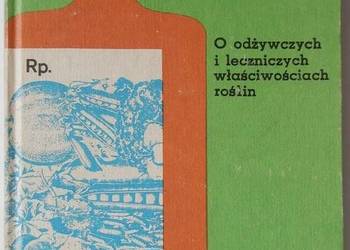 Rp.
O odżywczych
i leczniczych
właściwościach
roślin